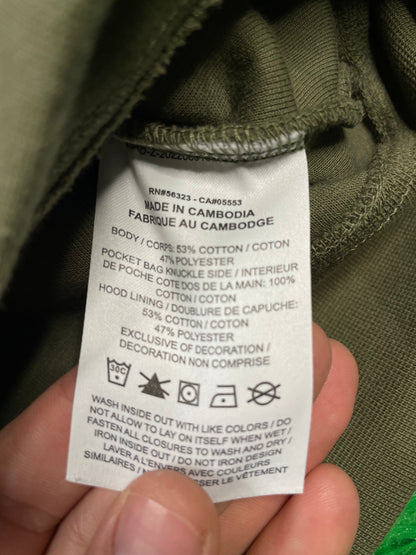 RN#56323 - CA#05553
MADE IN CAMBODIA
FABRIQUE AU CAMBODGE
BODY / CORPS: 53% COTTON / COTON
47% POLYESTER
POCKET BAG KNUCKLE SIDE / INTERIEUR
DE POCHE COTE DOS DE LA MAIN: 100%
COTTON / COTON
HOOD LINING / DOUBLURE DE CAPUCHE:
53% COTTON / COTON
47% POLYESTER
EXCLUSIVE OF DECORATION /
DECORATION NON COMPRISE
30C
WASH INSIDE OUT WITH LIKE COLORS / DO
NOT ALLOW TO LAY ON ITSELF WHEN WET /
FASTEN ALL CLOSURES TO WASH AND DRY /
IRON INSIDE OUT / DO NOT IRON DESIGN
LAVER A L'ENVERS AVEC COULEURS
SIMILAIRES / NE
LE VÊTEMENT